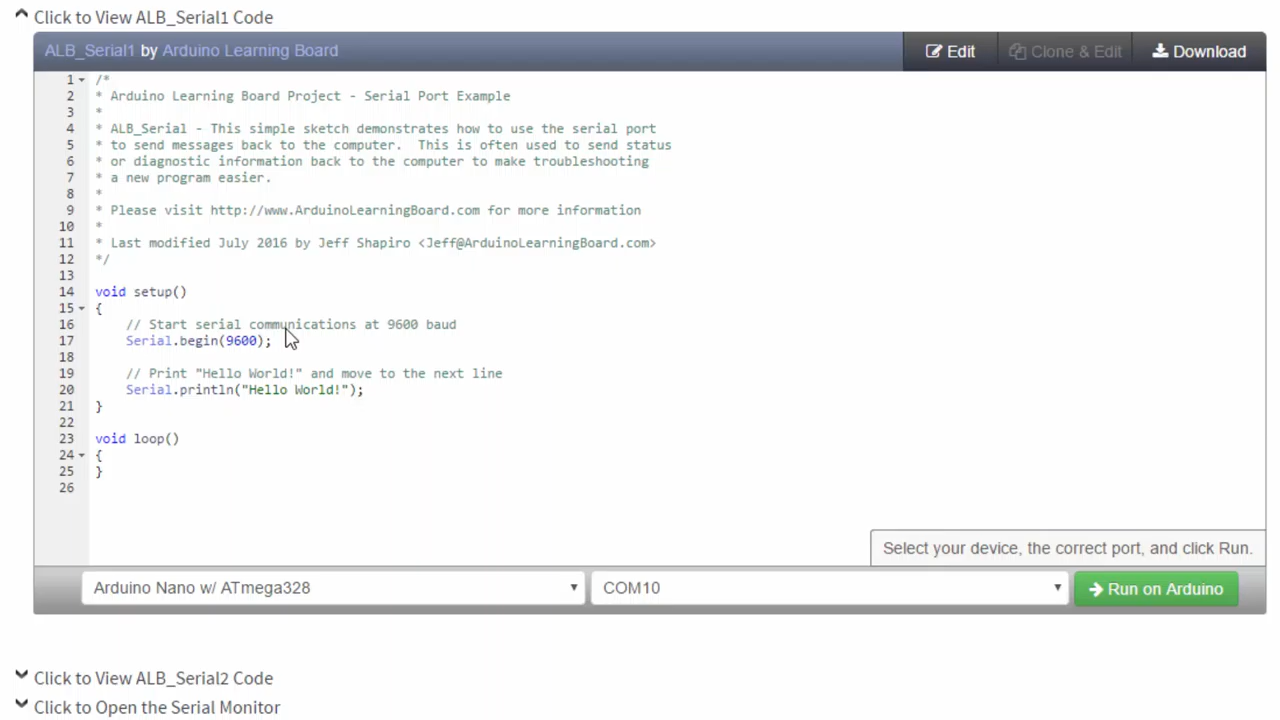 Click to View ALB_Serial1 Code
ALB_Serial1 by Arduino Learning Board
Edit
Clone & Edit
Download
1 /*
2 * Arduino Learning Board Project - Serial Port Example
3 *
4 * ALB_Serial - This simple sketch demonstrates how to use the serial port
5 * to send messages back to the computer.  This is often used to send status
6 * or diagnostic information back to the computer to make troubleshooting
7 * a new program easier.
8 *
9 * Please visit http://www.ArduinoLearningBoard.com for more information
10 *
11 * Last modified July 2016 by Jeff Shapiro <Jeff@ArduinoLearningBoard.com>
12 */
13
14 void setup()
15 {
16     // Start serial communications at 9600 baud
17     Serial.begin(9600);
18
19     // Print "Hello World!" and move to the next line
20     Serial.println("Hello World!");
21 }
22
23 void loop()
24 {
25 }
26
Select your device, the correct port, and click Run.
Arduino Nano w/ ATmega328
COM10
Run on Arduino
Click to View ALB_Serial2 Code
Click to Open the Serial Monitor